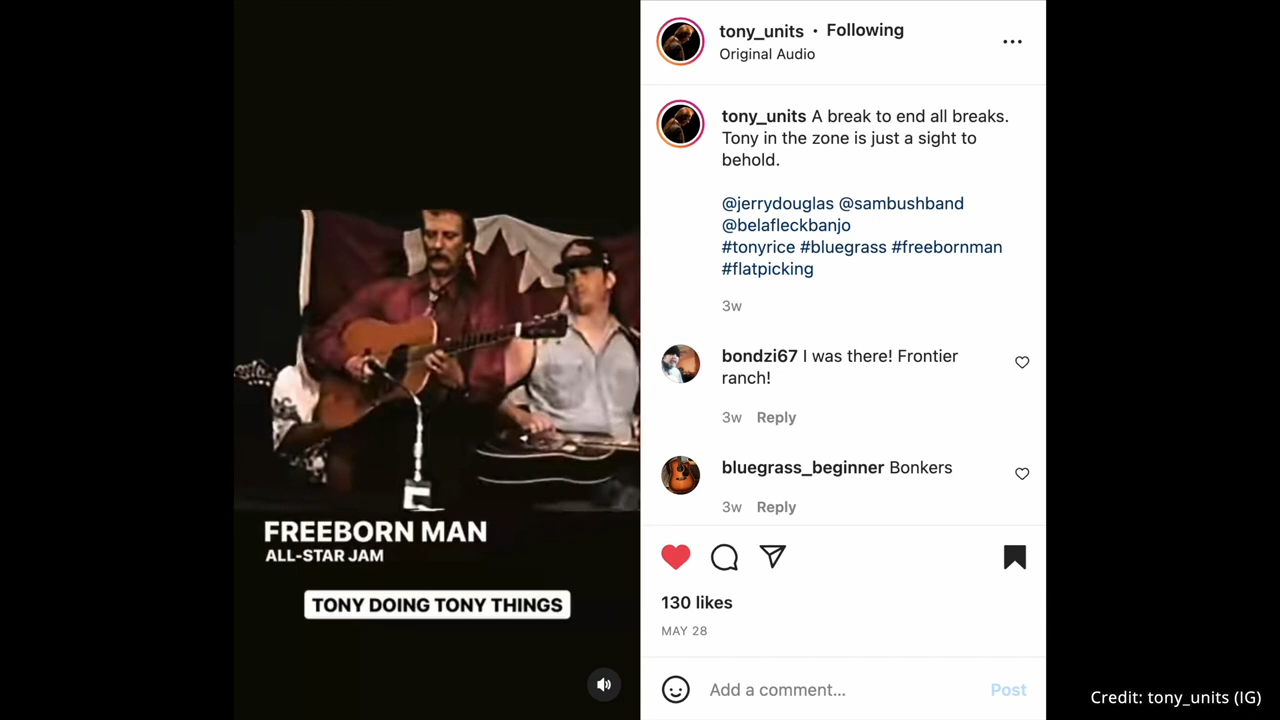 FREEBORN MAN
ALL-STAR JAM
TONY DOING TONY THINGS
tony_units • Following
Original Audio
tony_units A break to end all breaks.
Tony in the zone is just a sight to
behold.
@jerrydouglas @sambushband
@belafleckbanjo
#tonyrice #bluegrass #freebornman
#flatpicking
3w
bondzi67 I was there! Frontier
ranch!
3w Reply
bluegrass_beginner Bonkers
3w Reply
130 likes
MAY 28
Add a comment...
Post
Credit: tony_units (IG)